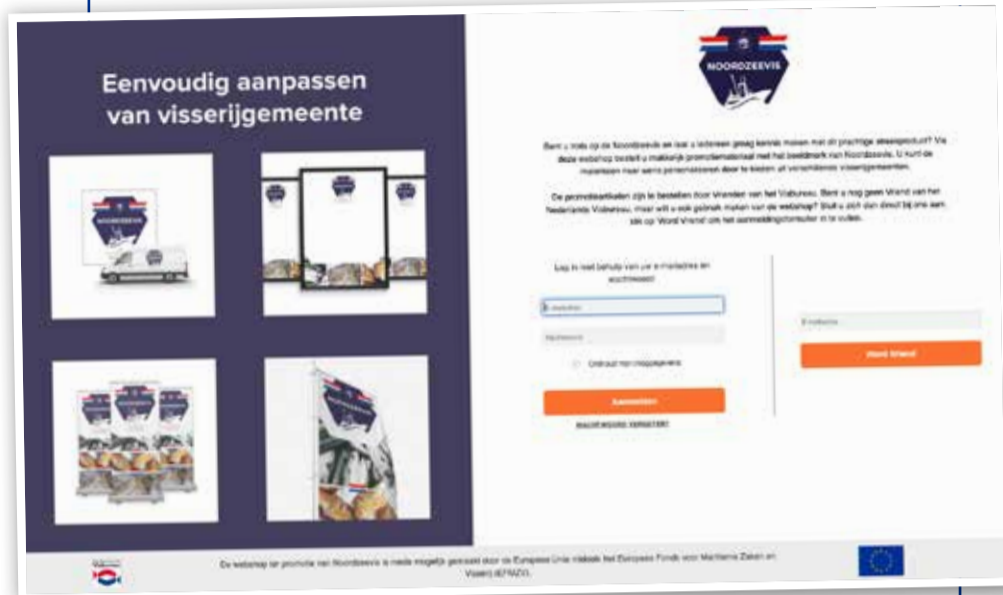 Eenvoudig aanpassen
van visserijgemeente
NOORDZEEVIS
NOORDZEEVIS
NOORDZEEVIS
Bent u trots op de Noordzeevis en laat u iedereen graag kennis maken met dit prachtige streekproduct? Via
deze webshop bestelt u makkelijk promotiemateriaal met het beeldmerk van Noordzeevis. U kunt de
materialen naar wens personaliseren door te kiezen uit verschillende visserijgemeenten.
De promotieartikelen zijn te bestellen door Vrienden van het Visbureau. Bent u nog geen Vriend van het
Nederlands Visbureau, maar wilt u ook gebruik maken van de webshop? Sluit u zich dan direct bij ons aan
klik op 'Word Vriend' om het aanmeldingsformulier in te vullen.
Log in met behulp van uw e-mailadres en
wachtwoord
E-mailadres
Wachtwoord
Onthoud mijn inloggegevens
Aanmelden
WACHTWOORD VERGETEN?
E-mailadres
Word Vriend
Visbureau
De webshop ter promotie van Noordzeevis is mede mogelijk gemaakt door de Europese Unie middels het Europees Fonds voor Maritieme Zaken en
Visserij (EFMZV).